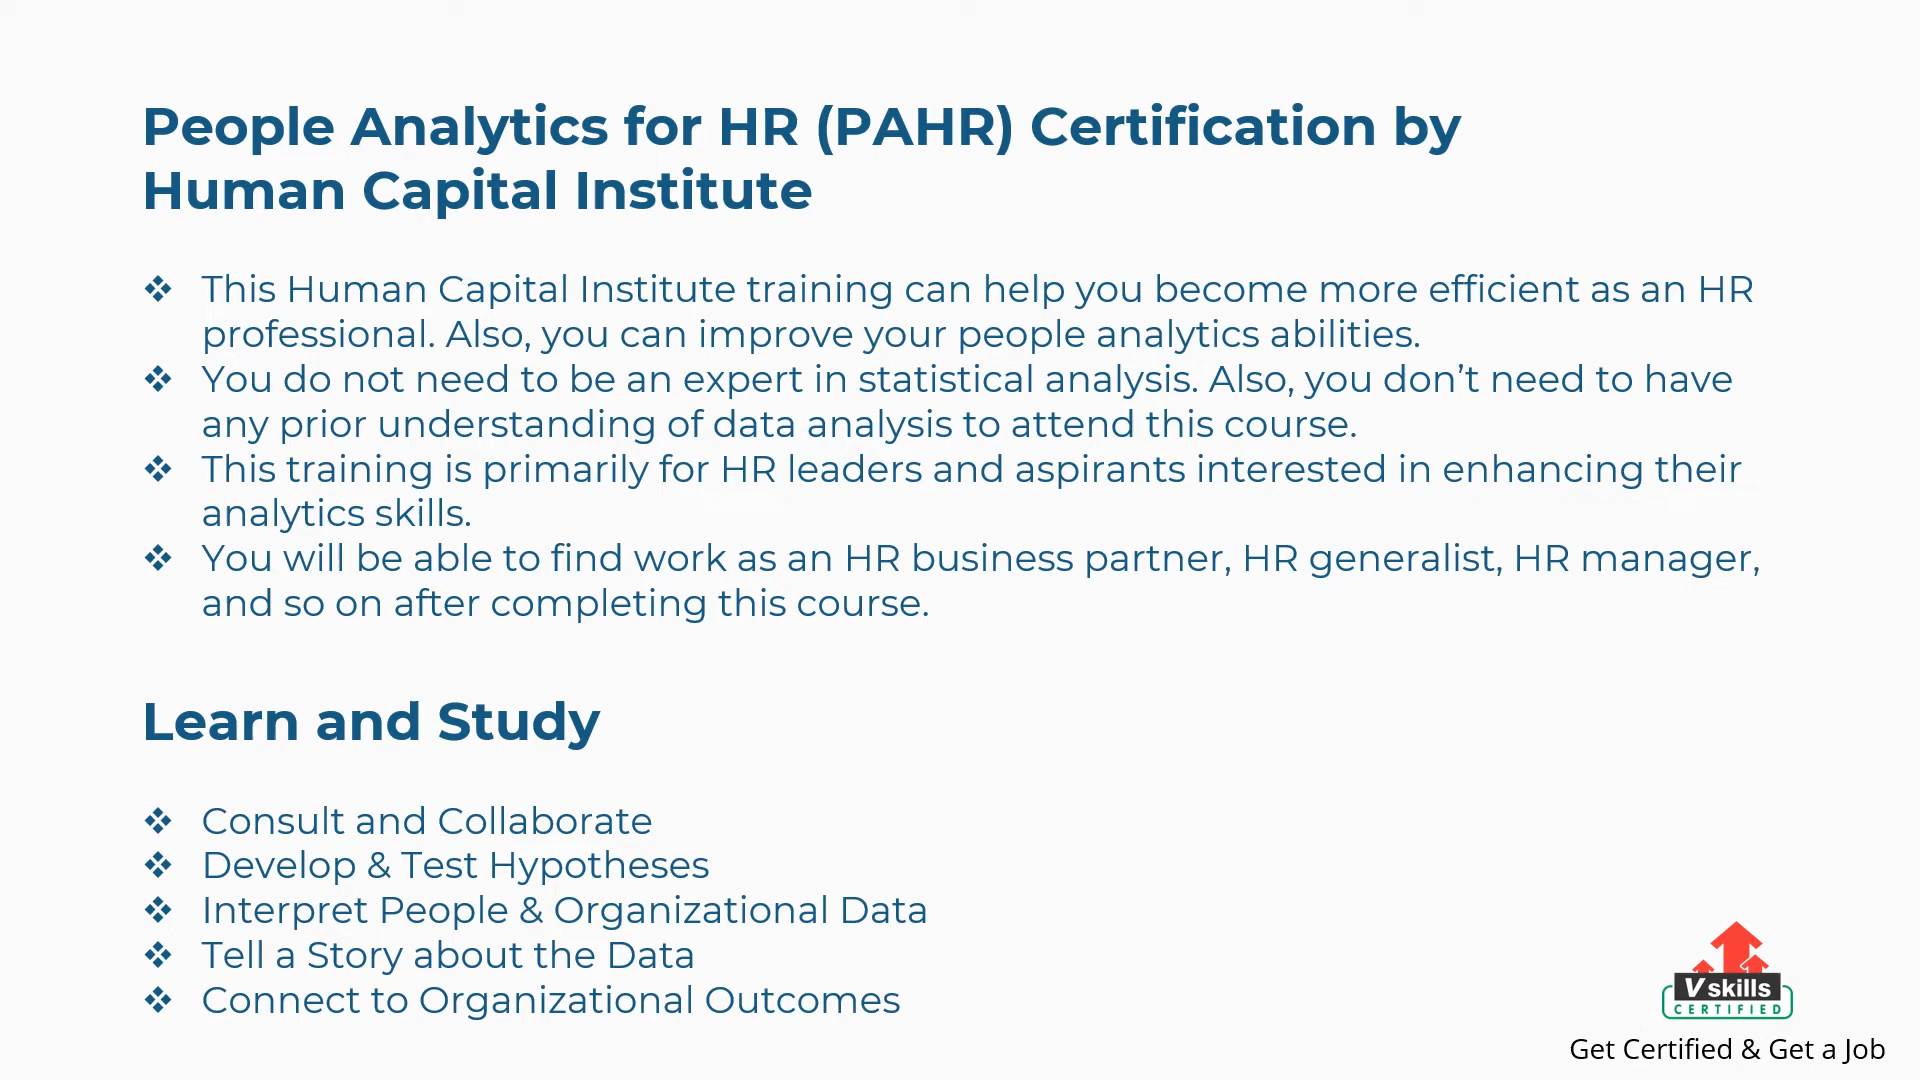 People Analytics for HR (PAHR) Certification by
Human Capital Institute
❖ This Human Capital Institute training can help you become more efficient as an HR
professional. Also, you can improve your people analytics abilities.
❖ You do not need to be an expert in statistical analysis. Also, you don’t need to have
any prior understanding of data analysis to attend this course.
❖ This training is primarily for HR leaders and aspirants interested in enhancing their
analytics skills.
❖ You will be able to find work as an HR business partner, HR generalist, HR manager,
and so on after completing this course.
Learn and Study
❖ Consult and Collaborate
❖ Develop & Test Hypotheses
❖ Interpret People & Organizational Data
❖ Tell a Story about the Data
❖ Connect to Organizational Outcomes
Vskills
CERTIFIED
Get Certified & Get a Job